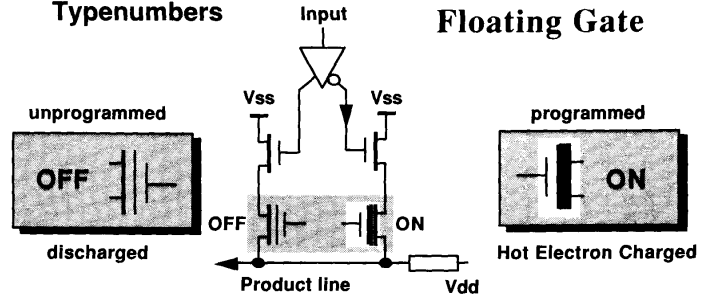 Typenumbers
Input
Floating Gate
unprogrammed
Vss
Vss
programmed
OFF
ON
OFF
ON
discharged
Hot Electron Charged
Product line
Vdd